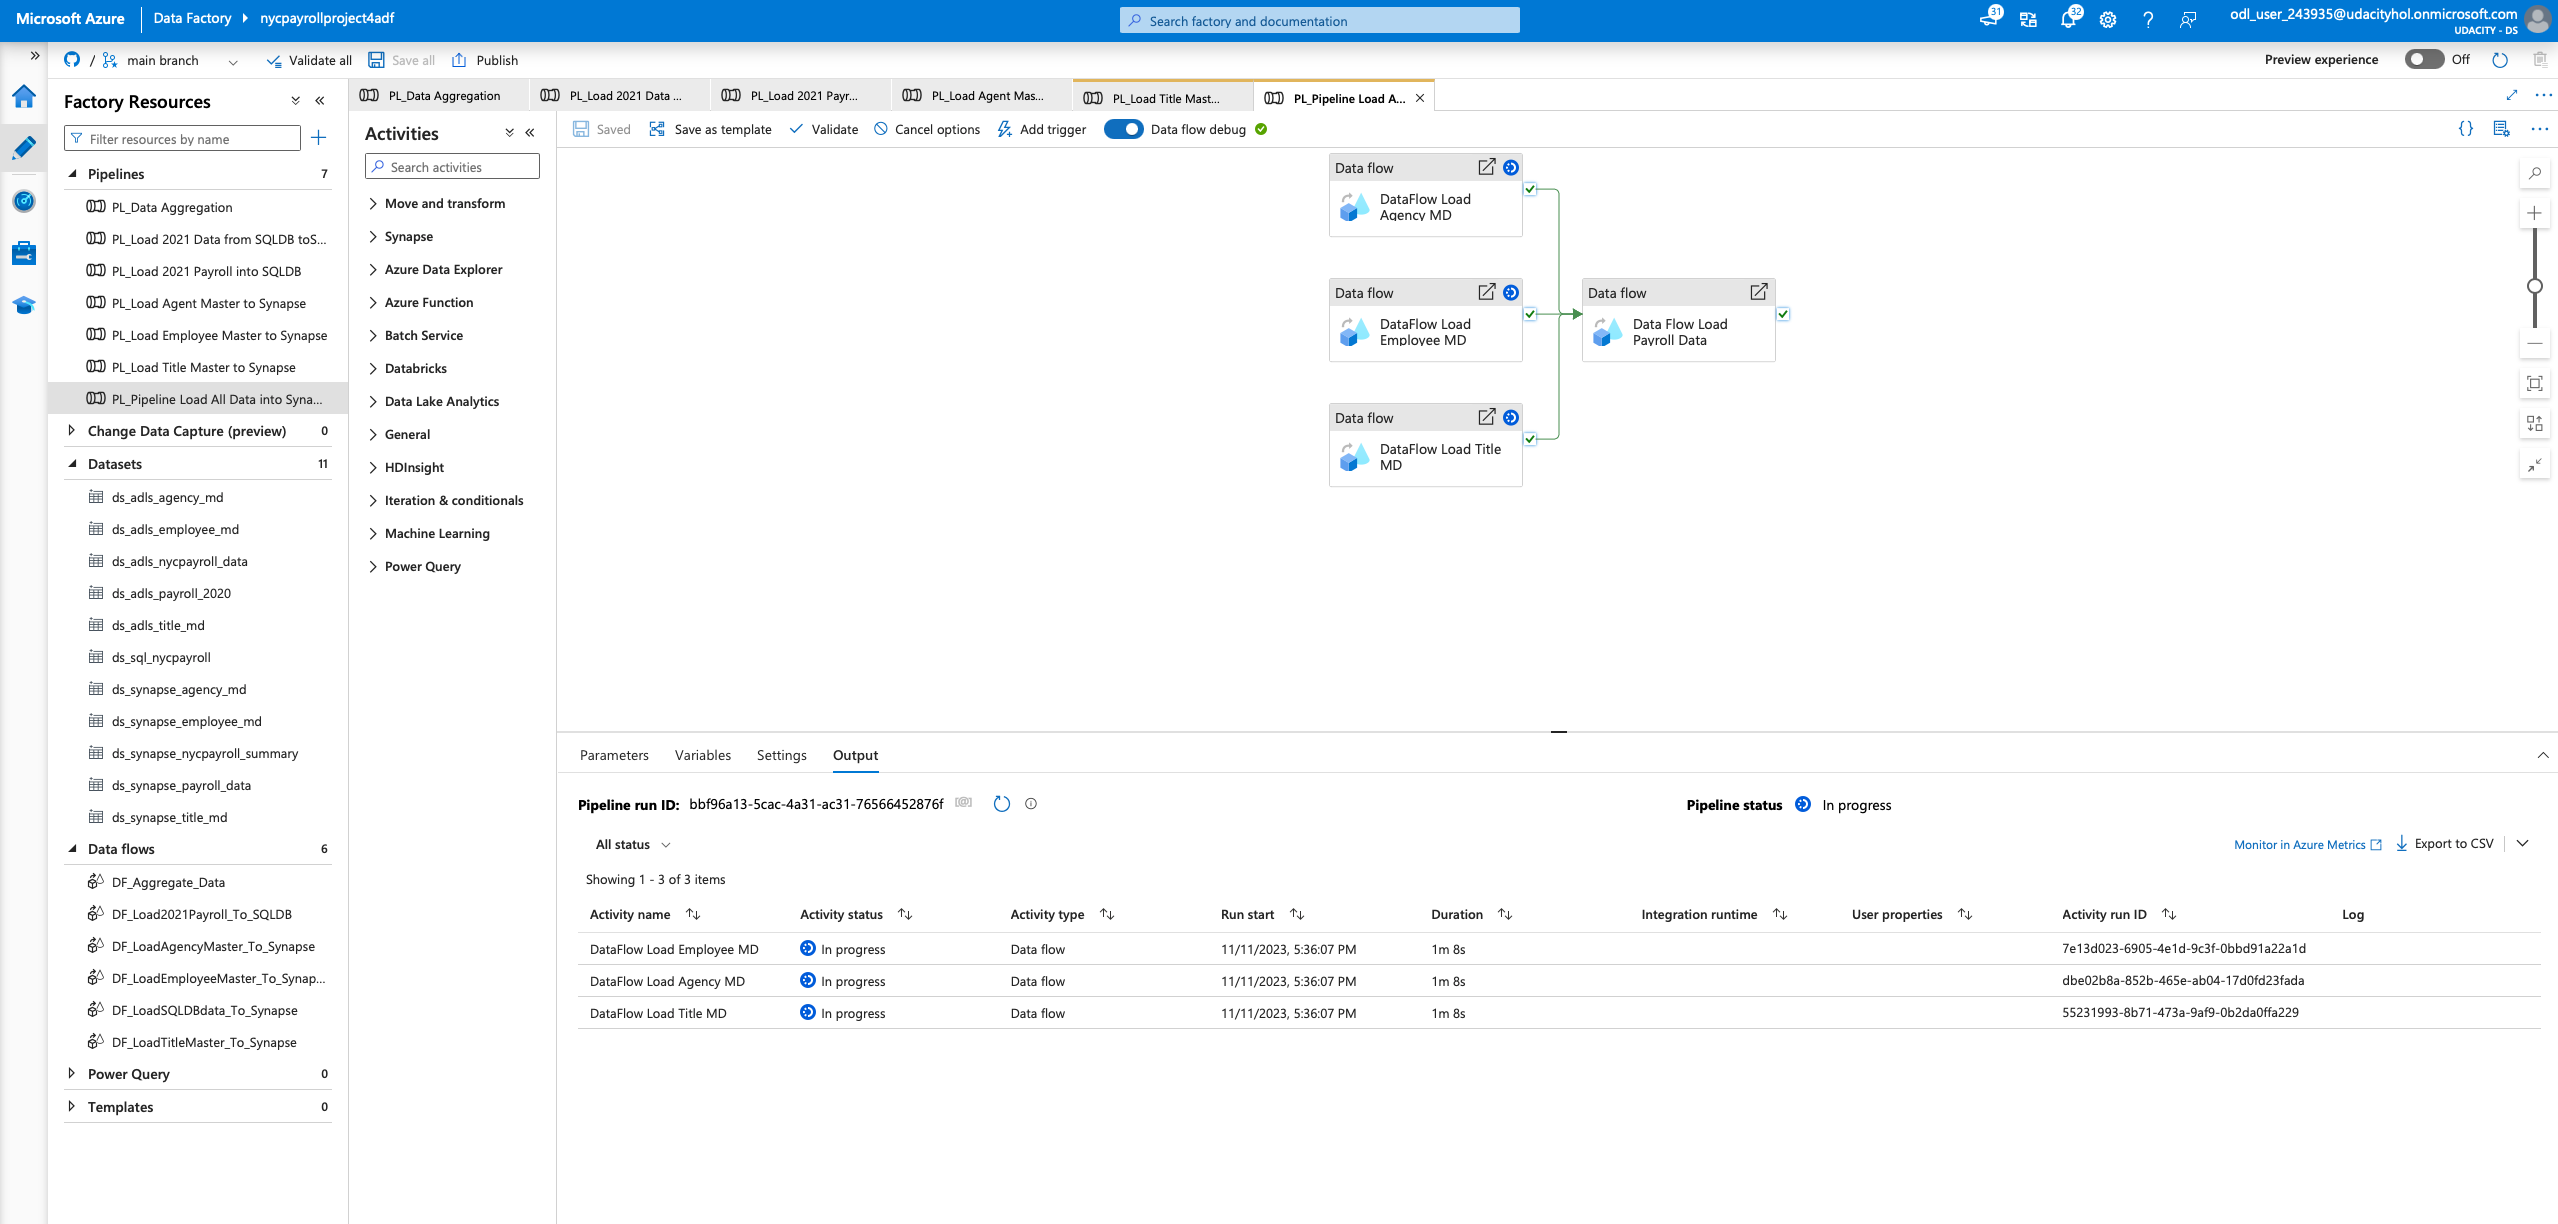 Microsoft Azure
Data Factory
nycpayrollproject4adf
Search factory and documentation
31
32
odl_user_243935@udacityhol.onmicrosoft.com
UDACITY - DS
/
main branch
Validate all
Save all
Publish
Preview experience
Off
Factory Resources
Filter resources by name
Pipelines
7
PL_Data Aggregation
PL_Load 2021 Data from SQLDB toS...
PL_Load 2021 Payroll into SQLDB
PL_Load Agent Master to Synapse
PL_Load Employee Master to Synapse
PL_Load Title Master to Synapse
PL_Pipeline Load All Data into Syna...
Change Data Capture (preview)
0
Datasets
11
ds_adls_agency_md
ds_adls_employee_md
ds_adls_nycpayroll_data
ds_adls_payroll_2020
ds_adls_title_md
ds_sql_nycpayroll
ds_synapse_agency_md
ds_synapse_employee_md
ds_synapse_nycpayroll_summary
ds_synapse_payroll_data
ds_synapse_title_md
Data flows
6
DF_Aggregate_Data
DF_Load2021Payroll_To_SQLDB
DF_LoadAgencyMaster_To_Synapse
DF_LoadEmployeeMaster_To_Synap...
DF_LoadSQLDBdata_To_Synapse
DF_LoadTitleMaster_To_Synapse
Power Query
0
Templates
0
PL_Data Aggregation
PL_Load 2021 Data ...
PL_Load 2021 Payr...
PL_Load Agent Mas...
PL_Load Title Mast...
PL_Pipeline Load A...
Activities
Search activities
Move and transform
Synapse
Azure Data Explorer
Azure Function
Batch Service
Databricks
Data Lake Analytics
General
HDInsight
Iteration & conditionals
Machine Learning
Power Query
Saved
Save as template
Validate
Cancel options
Add trigger
Data flow debug
{}
Data flow
DataFlow Load
Agency MD
Data flow
DataFlow Load
Employee MD
Data flow
Data Flow Load
Payroll Data
Data flow
DataFlow Load Title
MD
Parameters
Variables
Settings
Output
Pipeline run ID: bbf96a13-5cac-4a31-ac31-76566452876f
Pipeline status
In progress
All status
Monitor in Azure Metrics
Export to CSV
Showing 1 - 3 of 3 items
Activity name
Activity status
Activity type
Run start
Duration
Integration runtime
User properties
Activity run ID
Log
DataFlow Load Employee MD
In progress
Data flow
11/11/2023, 5:36:07 PM
1m 8s
7e13d023-6905-4e1d-9c3f-0bbd91a22a1d
DataFlow Load Agency MD
In progress
Data flow
11/11/2023, 5:36:07 PM
1m 8s
dbe02b8a-852b-465e-ab04-17d0fd23fada
DataFlow Load Title MD
In progress
Data flow
11/11/2023, 5:36:07 PM
1m 8s
55231993-8b71-473a-9af9-0b2da0ffa229